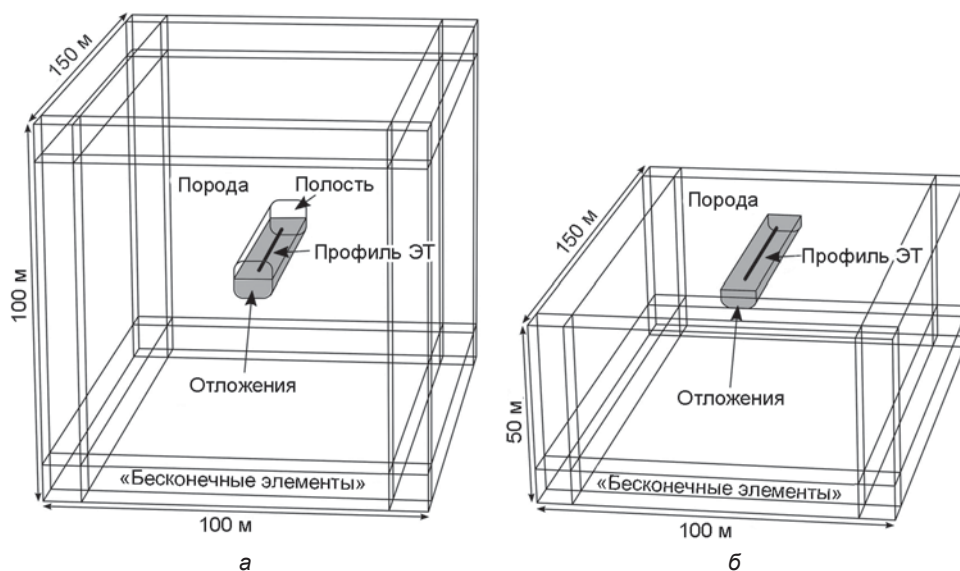 150 м
Порода
Полость
Профиль ЭТ
100 м
Отложения
«Бесконечные элементы»
100 м
а
150 м
Порода
Профиль ЭТ
Отложения
50 м
«Бесконечные элементы»
100 м
б